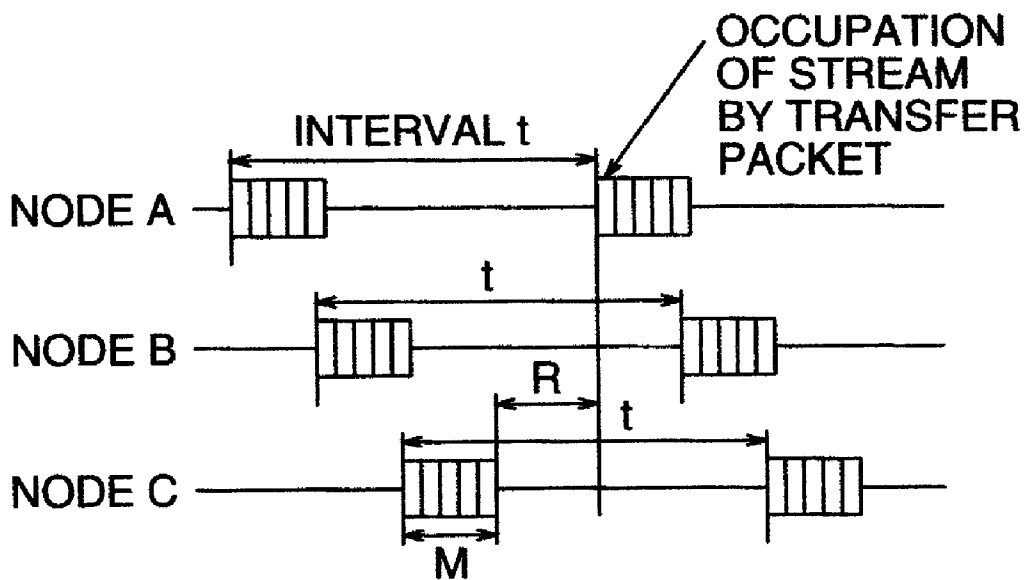 OCCUPATION
OF STREAM
BY TRANSFER
PACKET
INTERVAL t
NODE A
t
NODE B
R
t
NODE C
M